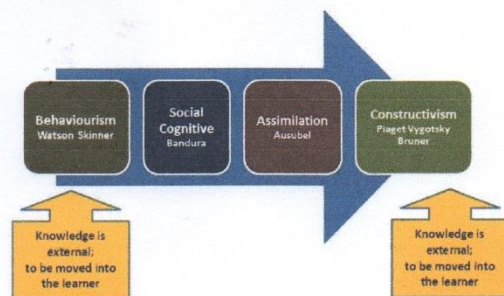 Behaviourism
Watson Skinner
Social
Cognitive
Bandura
Assimilation
Ausubel
Constructivism
Piaget Vygotsky
Bruner
Knowledge is
external;
to be moved into
the learner
Knowledge is
external;
to be moved into
the learner